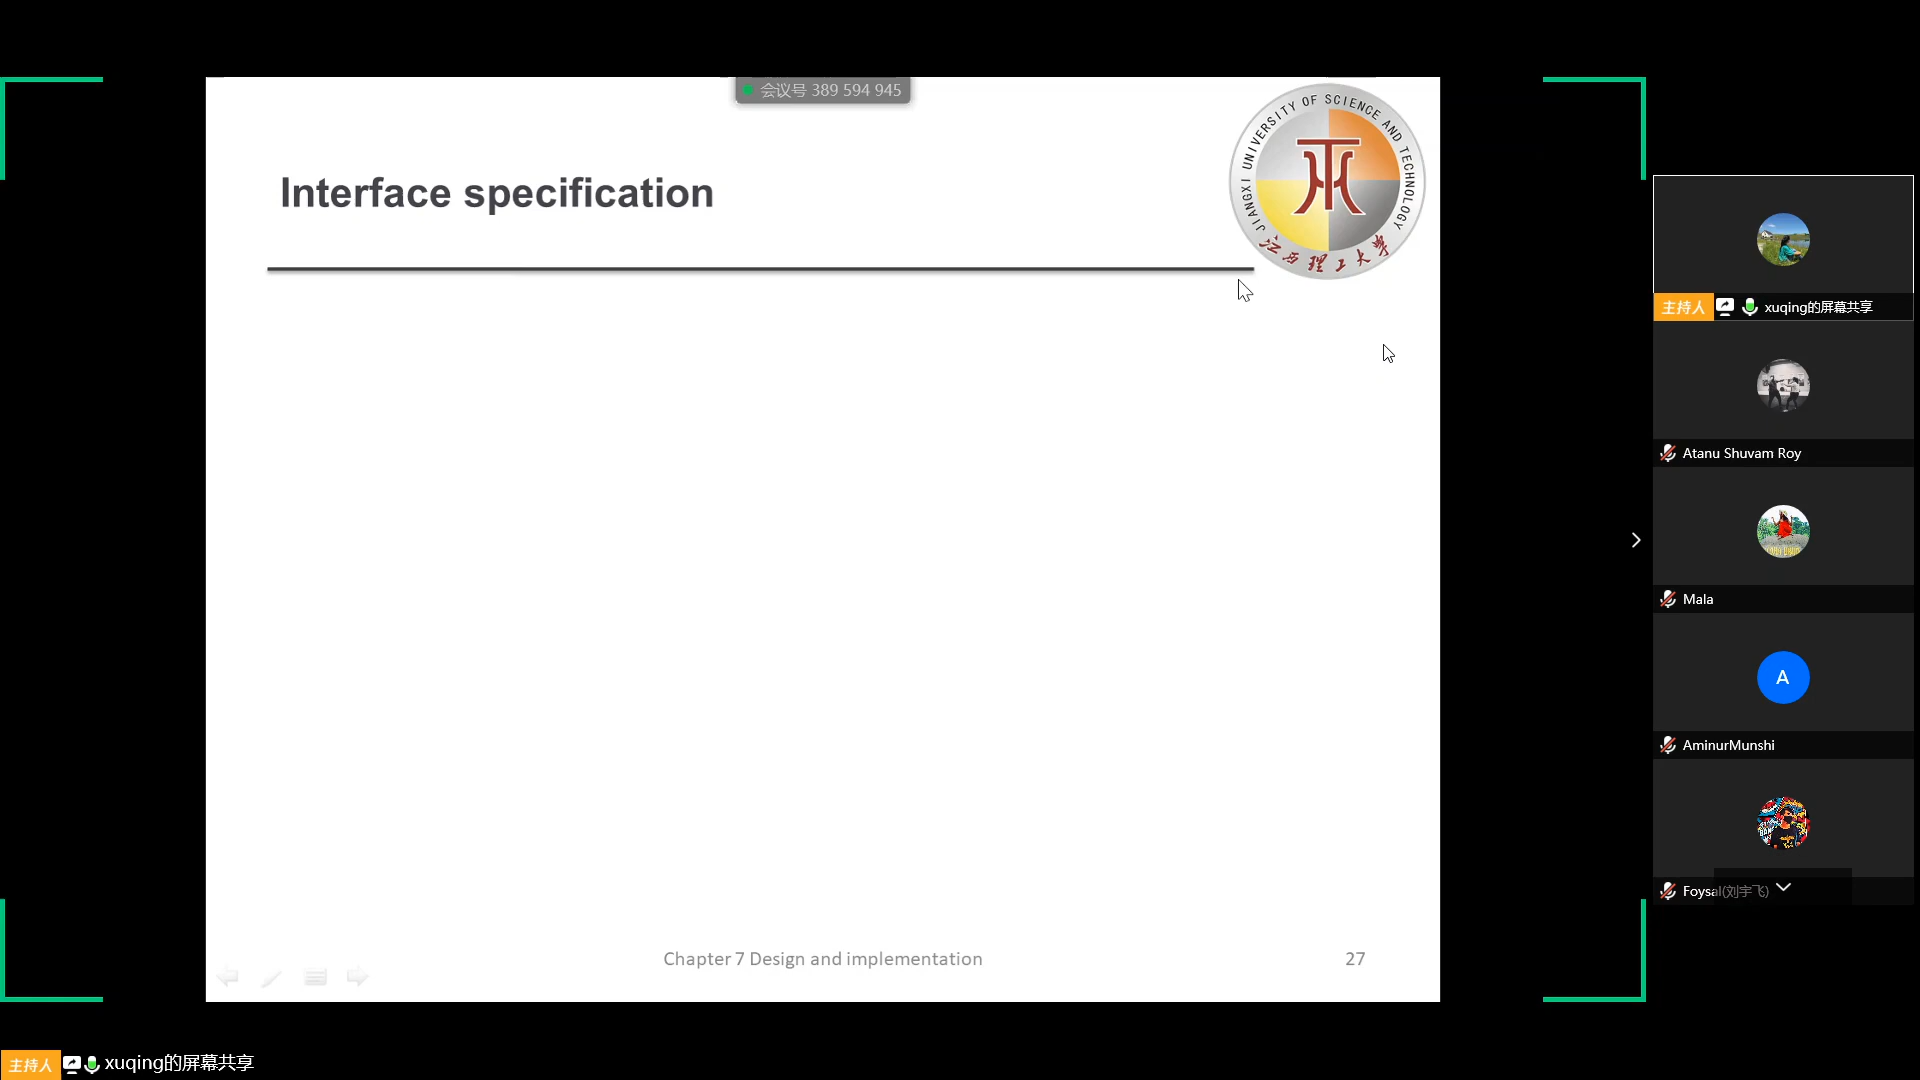 会议号 389 594 945
JIANGXI UNIVERSITY OF SCIENCE AND TECHNOLOGY
江西理工大学
Interface specification
Chapter 7 Design and implementation
27
主持人 xuqing的屏幕共享
Atanu Shuvam Roy
Mala
A
AminurMunshi
Foysal(刘宇飞)
主持人 xuqing的屏幕共享